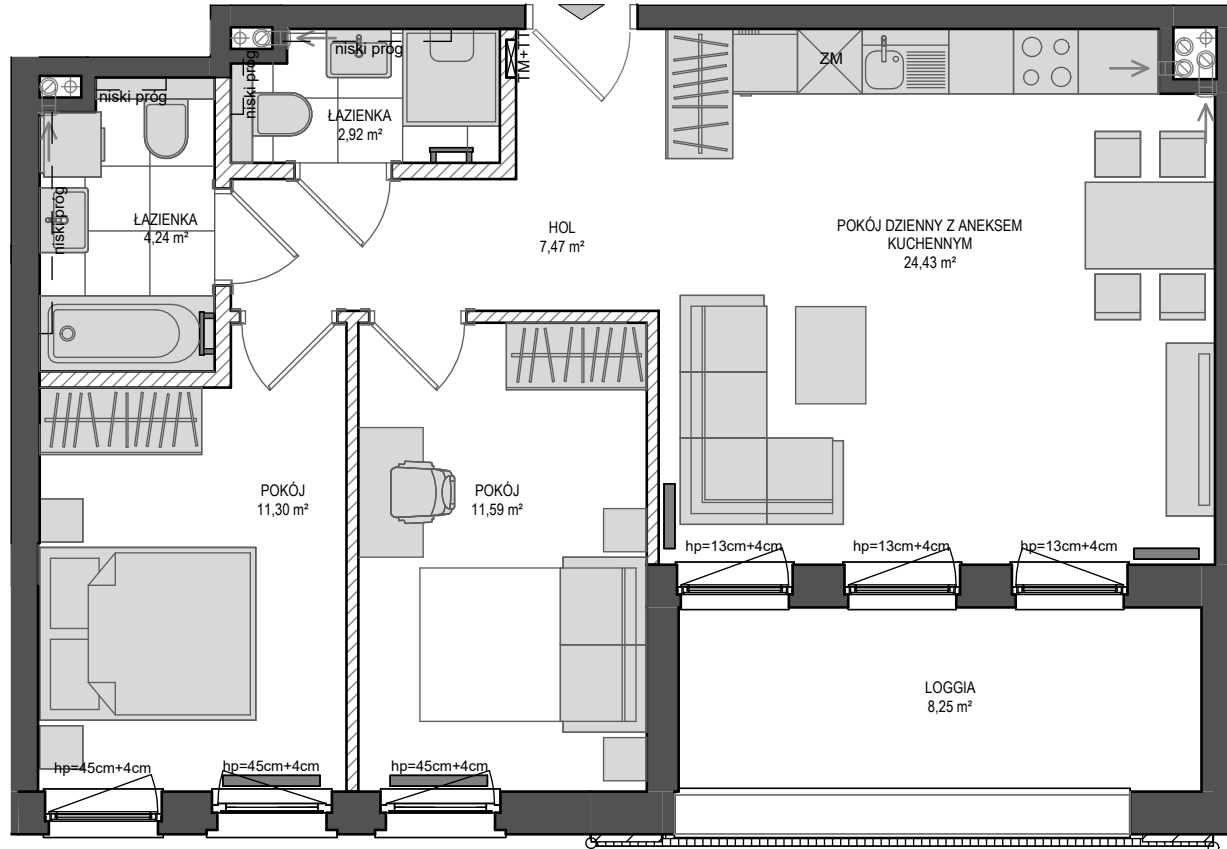 niski próg
TM+TT
niski próg
niski próg
ŁAZIENKA
2,92 m²
ZM
niski próg
ŁAZIENKA
4,24 m²
HOL
7,47 m²
POKÓJ DZIENNY Z ANEKSEM
KUCHENNYM
24,43 m²
POKÓJ
11,30 m²
POKÓJ
11,59 m²
hp=13cm+4cm
hp=13cm+4cm
hp=13cm+4cm
LOGGIA
8,25 m²
hp=45cm+4cm
hp=45cm+4cm
hp=45cm+4cm